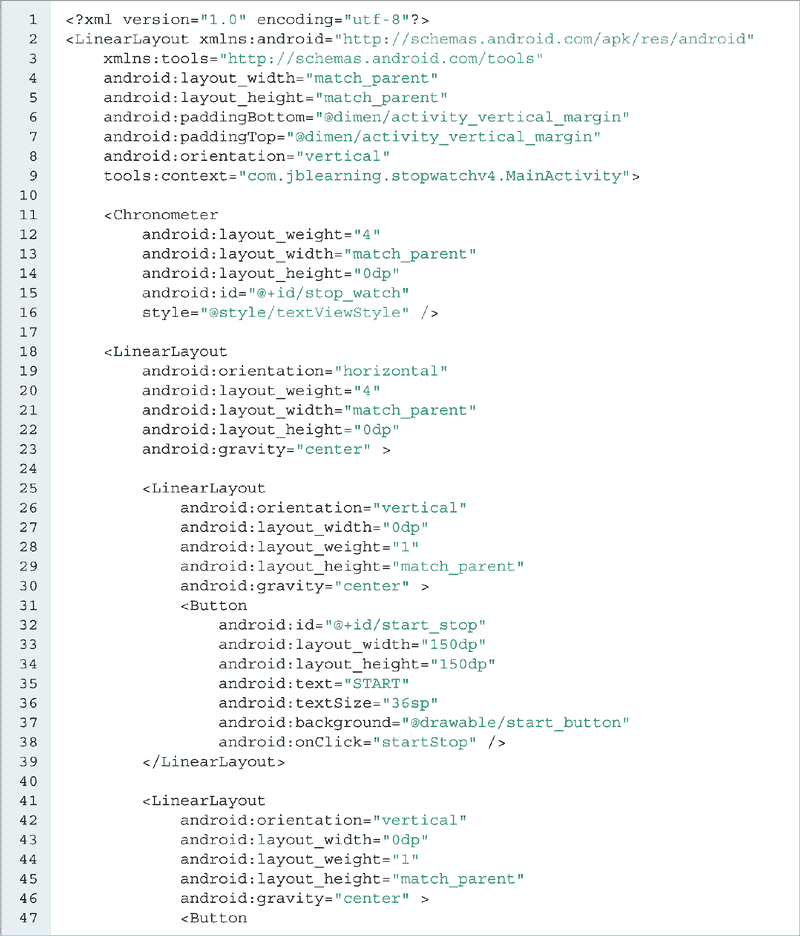 1 <?xml version="1.0" encoding="utf-8"?>
2 <LinearLayout xmlns:android="http://schemas.android.com/apk/res/android"
3     xmlns:tools="http://schemas.android.com/tools"
4     android:layout_width="match_parent"
5     android:layout_height="match_parent"
6     android:paddingBottom="@dimen/activity_vertical_margin"
7     android:paddingTop="@dimen/activity_vertical_margin"
8     android:orientation="vertical"
9     tools:context="com.jblearning.stopwatchv4.MainActivity">
10
11     <Chronometer
12         android:layout_weight="4"
13         android:layout_width="match_parent"
14         android:layout_height="0dp"
15         android:id="@+id/stop_watch"
16         style="@style/textViewStyle" />
17
18     <LinearLayout
19         android:orientation="horizontal"
20         android:layout_weight="4"
21         android:layout_width="match_parent"
22         android:layout_height="0dp"
23         android:gravity="center" >
24
25         <LinearLayout
26             android:orientation="vertical"
27             android:layout_width="0dp"
28             android:layout_weight="1"
29             android:layout_height="match_parent"
30             android:gravity="center" >
31             <Button
32                 android:id="@+id/start_stop"
33                 android:layout_width="150dp"
34                 android:layout_height="150dp"
35                 android:text="START"
36                 android:textSize="36sp"
37                 android:background="@drawable/start_button"
38                 android:onClick="startStop" />
39         </LinearLayout>
40
41         <LinearLayout
42             android:orientation="vertical"
43             android:layout_width="0dp"
44             android:layout_weight="1"
45             android:layout_height="match_parent"
46             android:gravity="center" >
47             <Button